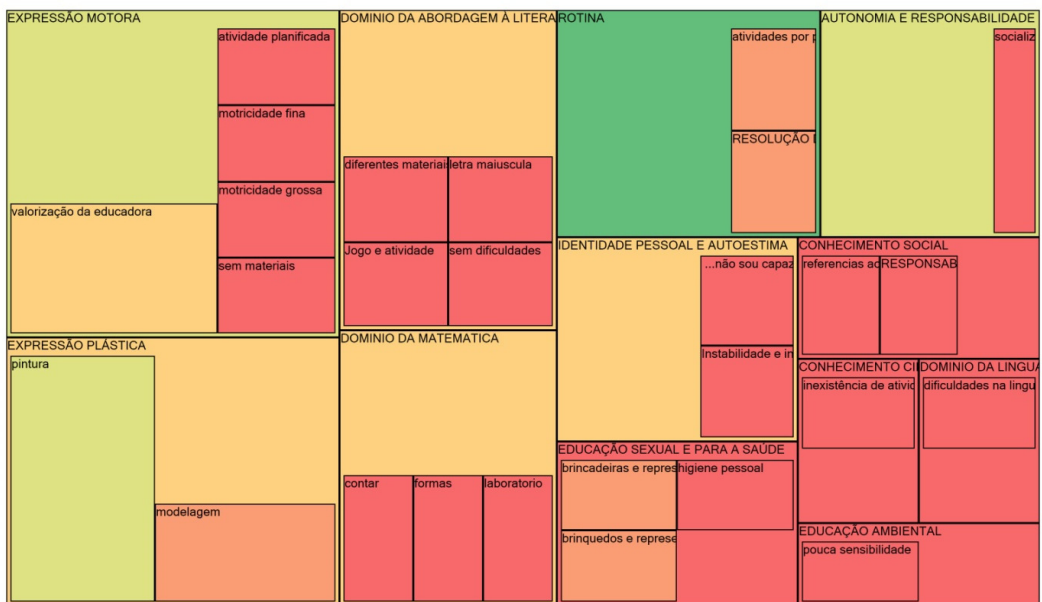 EXPRESSÃO MOTORA
atividade planificada
motricidade fina
motricidade grossa
valorização da educadora
sem materiais
EXPRESSÃO PLÁSTICA
pintura
modelagem
DOMINIO DA ABORDAGEM À LITERA
diferentes materiai
letra maiuscula
Jogo e atividade
sem dificuldades
DOMINIO DA MATEMATICA
contar
formas
laboratorio
ROTINA
atividades por p
RESOLUÇÃO
AUTONOMIA E RESPONSABILIDADE
socializ
IDENTIDADE PESSOAL E AUTOESTIMA
...não sou capaz
Instabilidade e in
CONHECIMENTO SOCIAL
referencias ao
RESPONSAB
CONHECIMENTO CI
DOMINIO DA LINGUA
inexistência de ativid
dificuldades na lingu
EDUCAÇÃO SEXUAL E PARA A SAÚDE
brincadeiras e repres
higiene pessoal
brinquedos e represe
EDUCAÇÃO AMBIENTAL
pouca sensibilidade